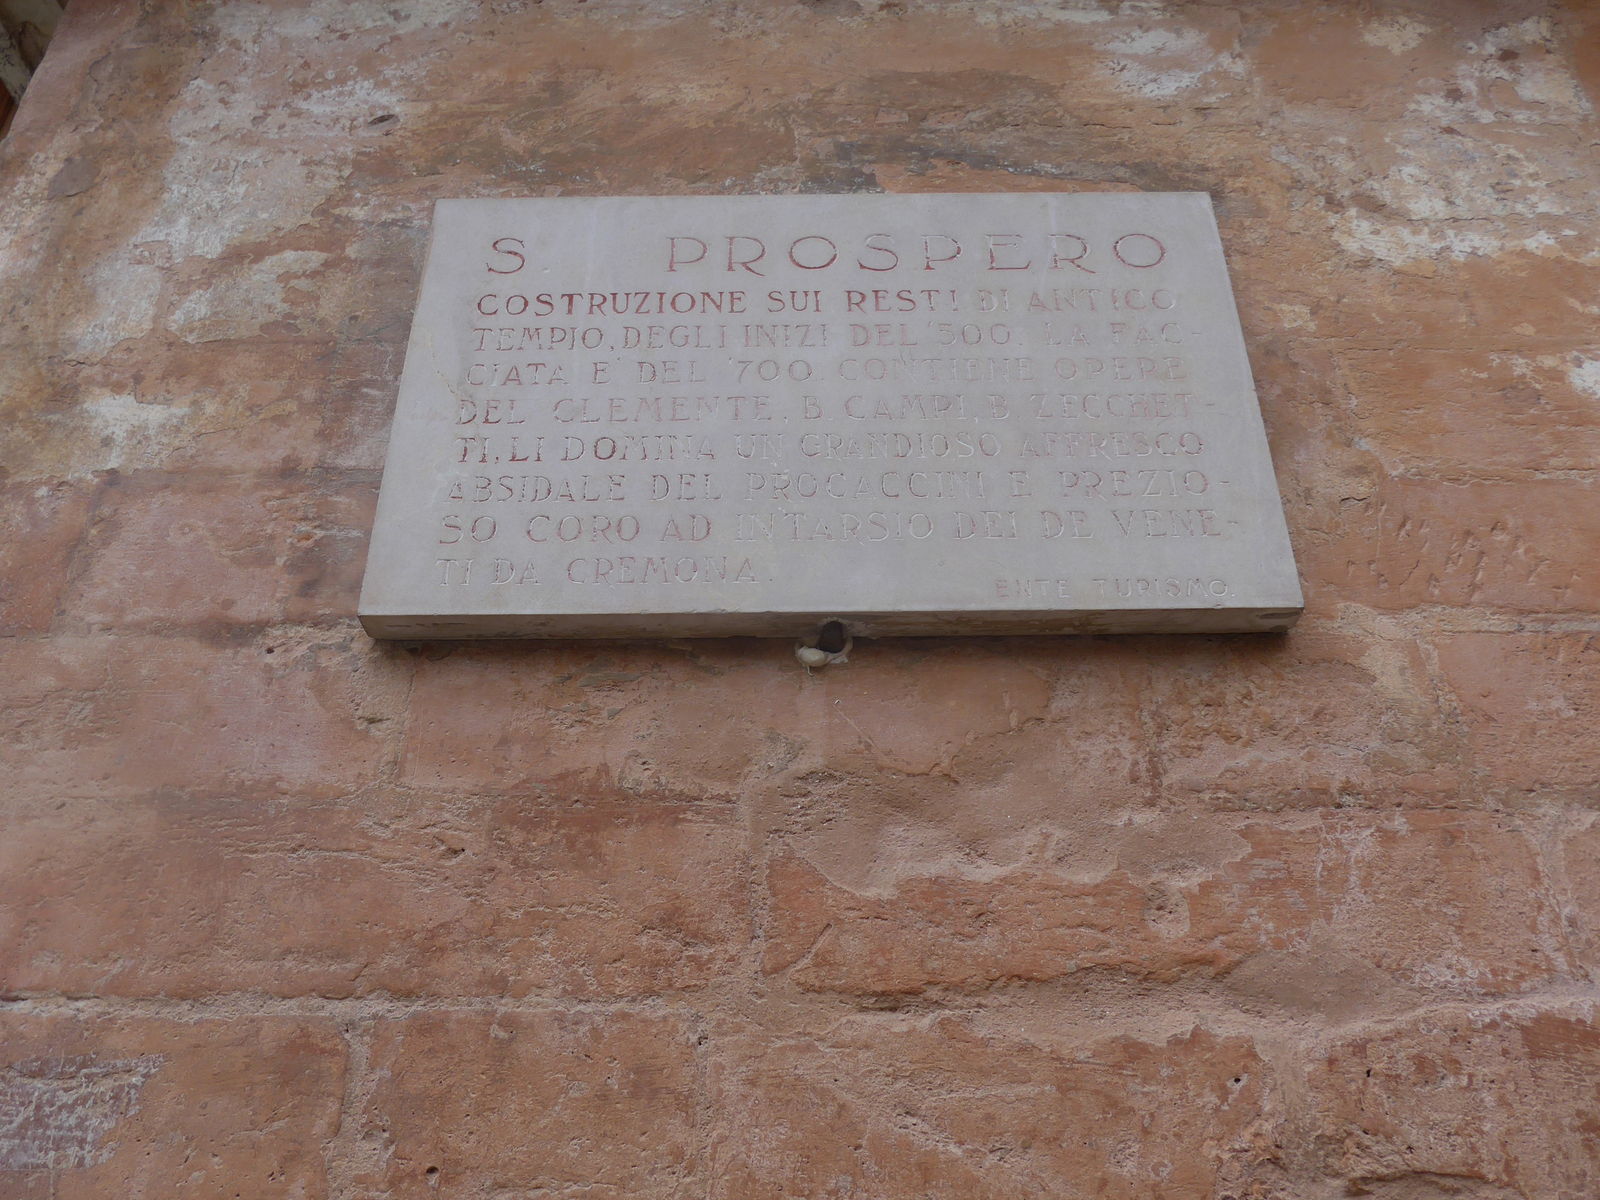 S. PROSPERO
COSTRUZIONE SUI RESTI DI ANTICO
TEMPIO, DEGLI INIZI DEL '500. LA FAC-
CIATA E' DEL '700. CONTIENE OPERE
DEL CLEMENTE, B. CAMPI, B. ZECCHET-
TI, LI DOMINA UN GRANDIOSO AFFRESCO
ABSIDALE DEL PROCACCINI E PREZIO-
SO CORO AD INTARSIO DEI DE VENE-
TI DA CREMONA.
ENTE TURISMO.